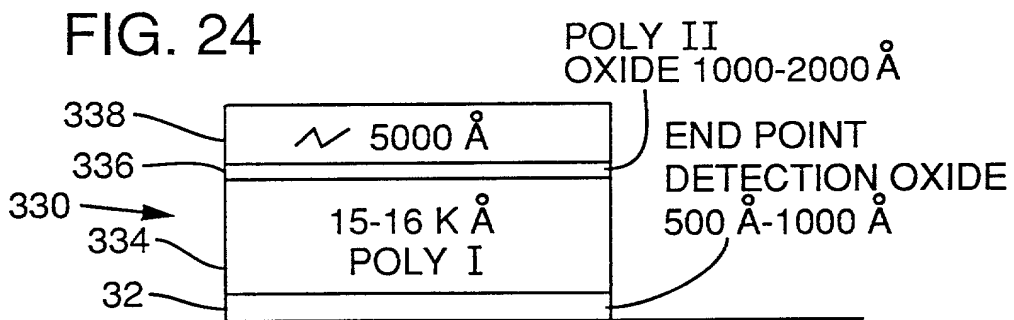 FIG. 24
POLY II
OXIDE 1000-2000 Å
338
5000 Å
END POINT
336
DETECTION OXIDE
330
15-16 K Å
500 Å-1000 Å
334
POLY I
32